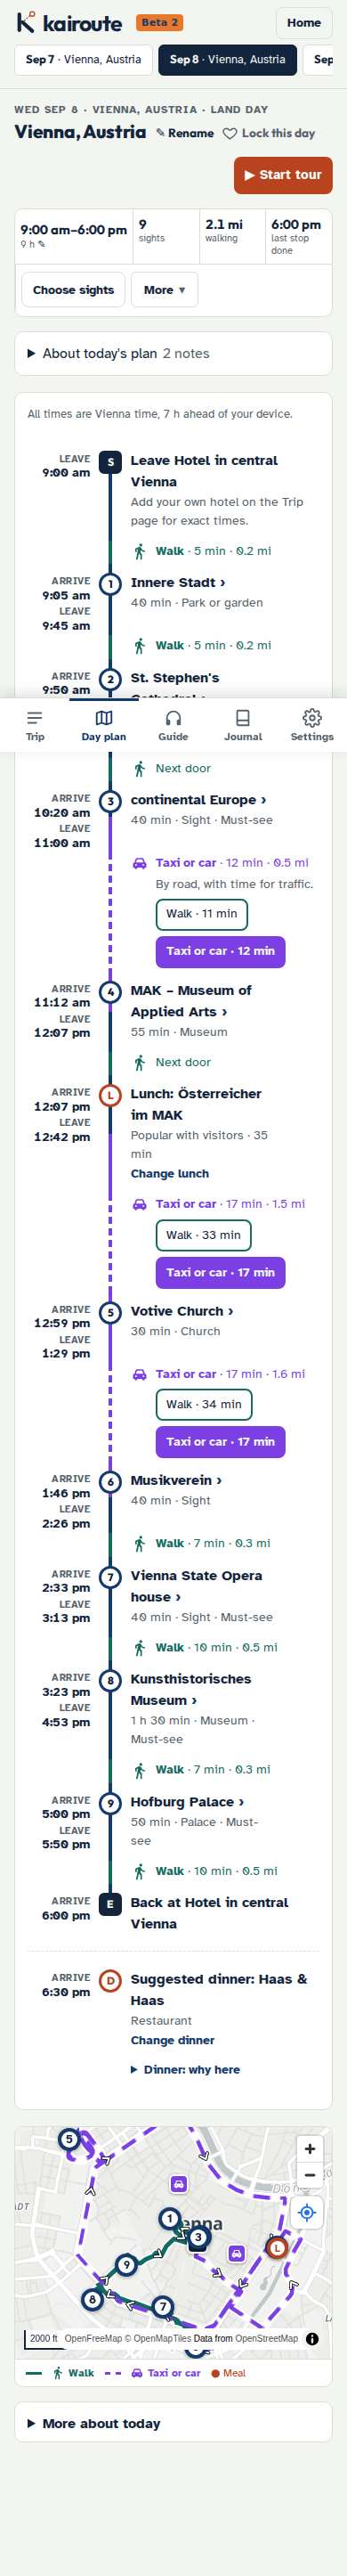 kairoute Beta 2 Home
Sep 7 · Vienna, Austria Sep 8 · Vienna, Austria Sep
WED SEP 8 · VIENNA, AUSTRIA · LAND DAY
Vienna, Austria ✎ Rename Lock this day
▶ Start tour
9:00 am–6:00 pm 9 2.1 mi 6:00 pm
9 h ✎ sights walking last stop
done
Choose sights More ▼
▶ About today's plan 2 notes
All times are Vienna time, 7 h ahead of your device.
LEAVE S Leave Hotel in central
9:00 am Vienna
Add your own hotel on the Trip
page for exact times.
Walk · 5 min · 0.2 mi
ARRIVE 1 Innere Stadt ›
9:05 am 40 min · Park or garden
LEAVE
9:45 am
Walk · 5 min · 0.2 mi
ARRIVE 2 St. Stephen's
9:50 am
Trip Day plan Guide Journal Settings
Next door
ARRIVE 3 continental Europe ›
10:20 am 40 min · Sight · Must-see
LEAVE
11:00 am
Taxi or car · 12 min · 0.5 mi
By road, with time for traffic.
Walk · 11 min
Taxi or car · 12 min
ARRIVE 4 MAK – Museum of
11:12 am Applied Arts ›
LEAVE 55 min · Museum
12:07 pm
Next door
ARRIVE L Lunch: Österreicher
12:07 pm im MAK
LEAVE Popular with visitors · 35
12:42 pm min
Change lunch
Taxi or car · 17 min · 1.5 mi
Walk · 33 min
Taxi or car · 17 min
ARRIVE 5 Votive Church ›
12:59 pm 30 min · Church
LEAVE
1:29 pm
Taxi or car · 17 min · 1.6 mi
Walk · 34 min
Taxi or car · 17 min
ARRIVE 6 Musikverein ›
1:46 pm 40 min · Sight
LEAVE
2:26 pm
Walk · 7 min · 0.3 mi
ARRIVE 7 Vienna State Opera
2:33 pm house ›
LEAVE 40 min · Sight · Must-see
3:13 pm
Walk · 10 min · 0.5 mi
ARRIVE 8 Kunsthistorisches
3:23 pm Museum ›
LEAVE 1 h 30 min · Museum ·
4:53 pm Must-see
Walk · 7 min · 0.3 mi
ARRIVE 9 Hofburg Palace ›
5:00 pm 50 min · Palace · Must-
LEAVE see
5:50 pm
Walk · 10 min · 0.5 mi
ARRIVE E Back at Hotel in central
6:00 pm Vienna
ARRIVE D Suggested dinner: Haas &
6:30 pm Haas
Restaurant
Change dinner
▶ Dinner: why here
5 +
−
1 3 L
9
8 7
2000 ft OpenFreeMap © OpenMapTiles Data from OpenStreetMap
Walk Taxi or car Meal
▶ More about today